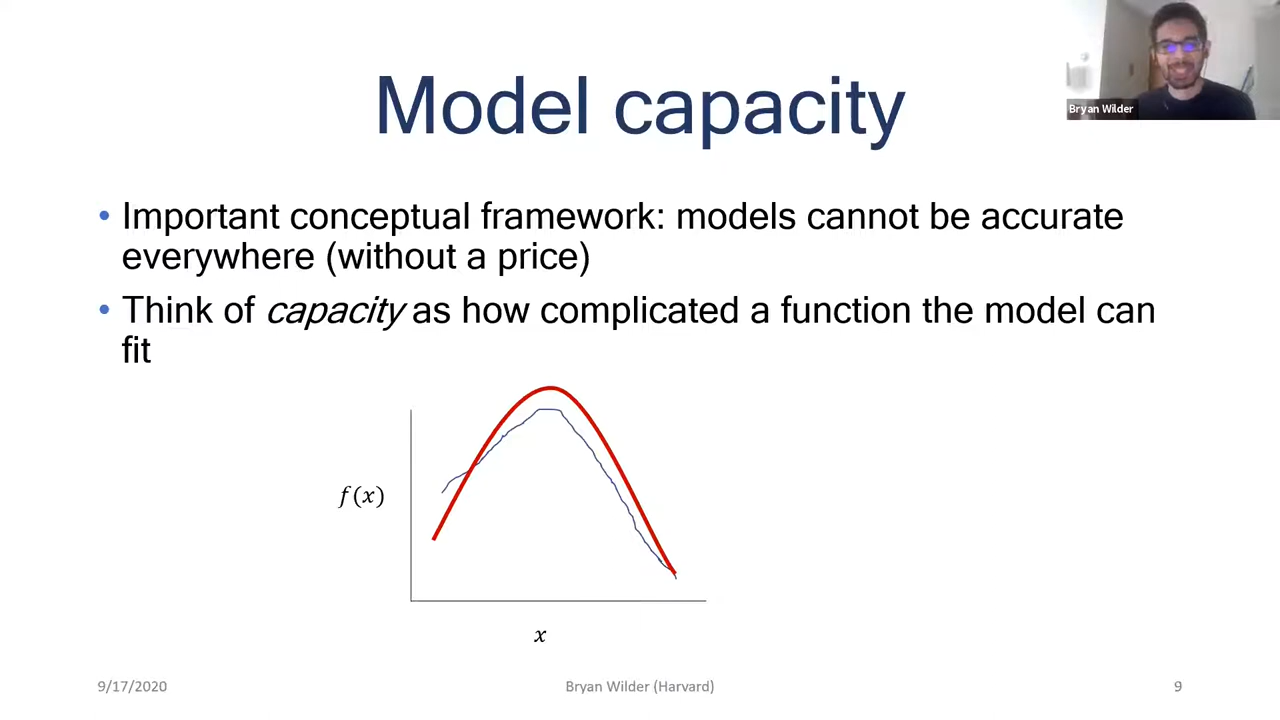 Model capacity
Bryan Wilder
• Important conceptual framework: models cannot be accurate
everywhere (without a price)
• Think of capacity as how complicated a function the model can
fit
f(x)
x
9/17/2020
Bryan Wilder (Harvard)
9